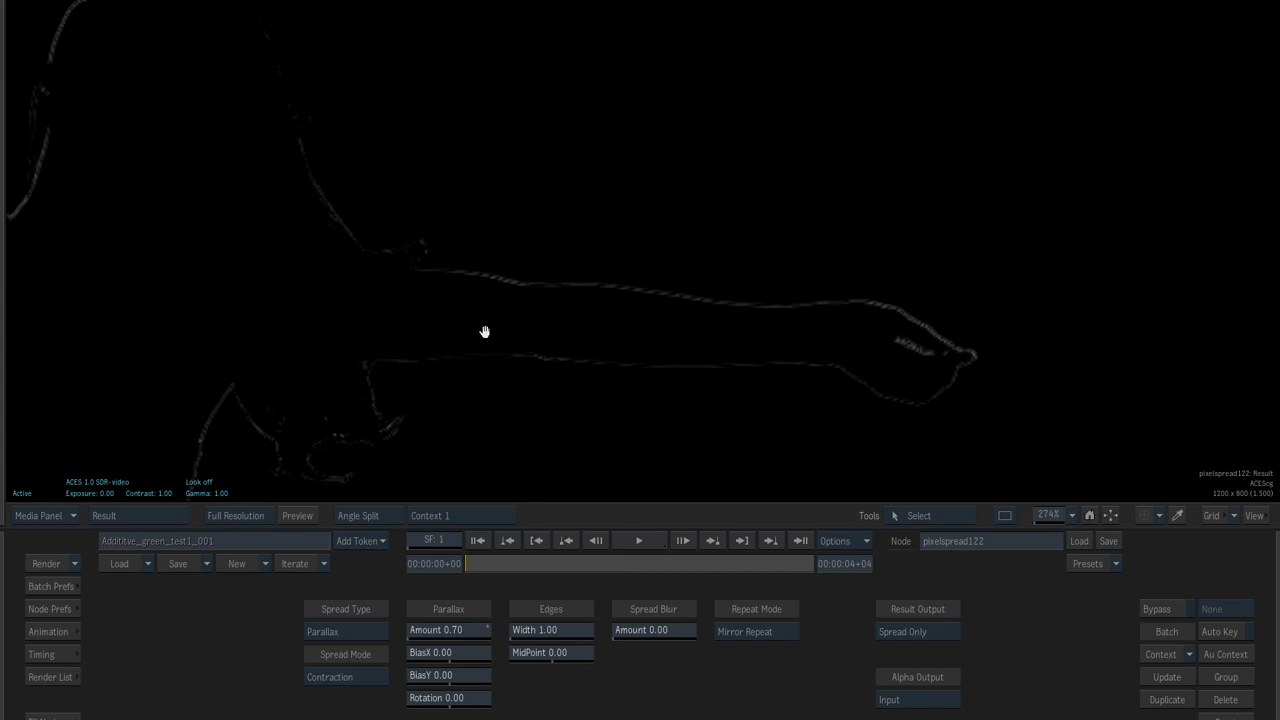 pixelspread122: Result
ACES 1.0 SDR-video Look off ACEScg
Active Exposure: 0.00 Contrast: 1.00 Gamma: 1.00 1200 x 800 (1.500)
Media Panel Result Full Resolution Preview Angle Split Context 1 Tools Select 274% Grid View
Additive_green_test1_001 Add Token SF: 1 Options Node pixelspread122 Load Save
Render Load Save New Iterate 00:00:00+00 00:00:04+04 Presets
Batch Prefs
Node Prefs Spread Type Parallax Edges Spread Blur Repeat Mode Result Output Bypass None
Animation Parallax Amount 0.70 Width 1.00 Amount 0.00 Mirror Repeat Spread Only Batch Auto Key
Timing Spread Mode BiasX 0.00 MidPoint 0.00 Context Au Context
Render List Contraction BiasY 0.00 Alpha Output Update Group
Rotation 0.00 Input Duplicate Delete